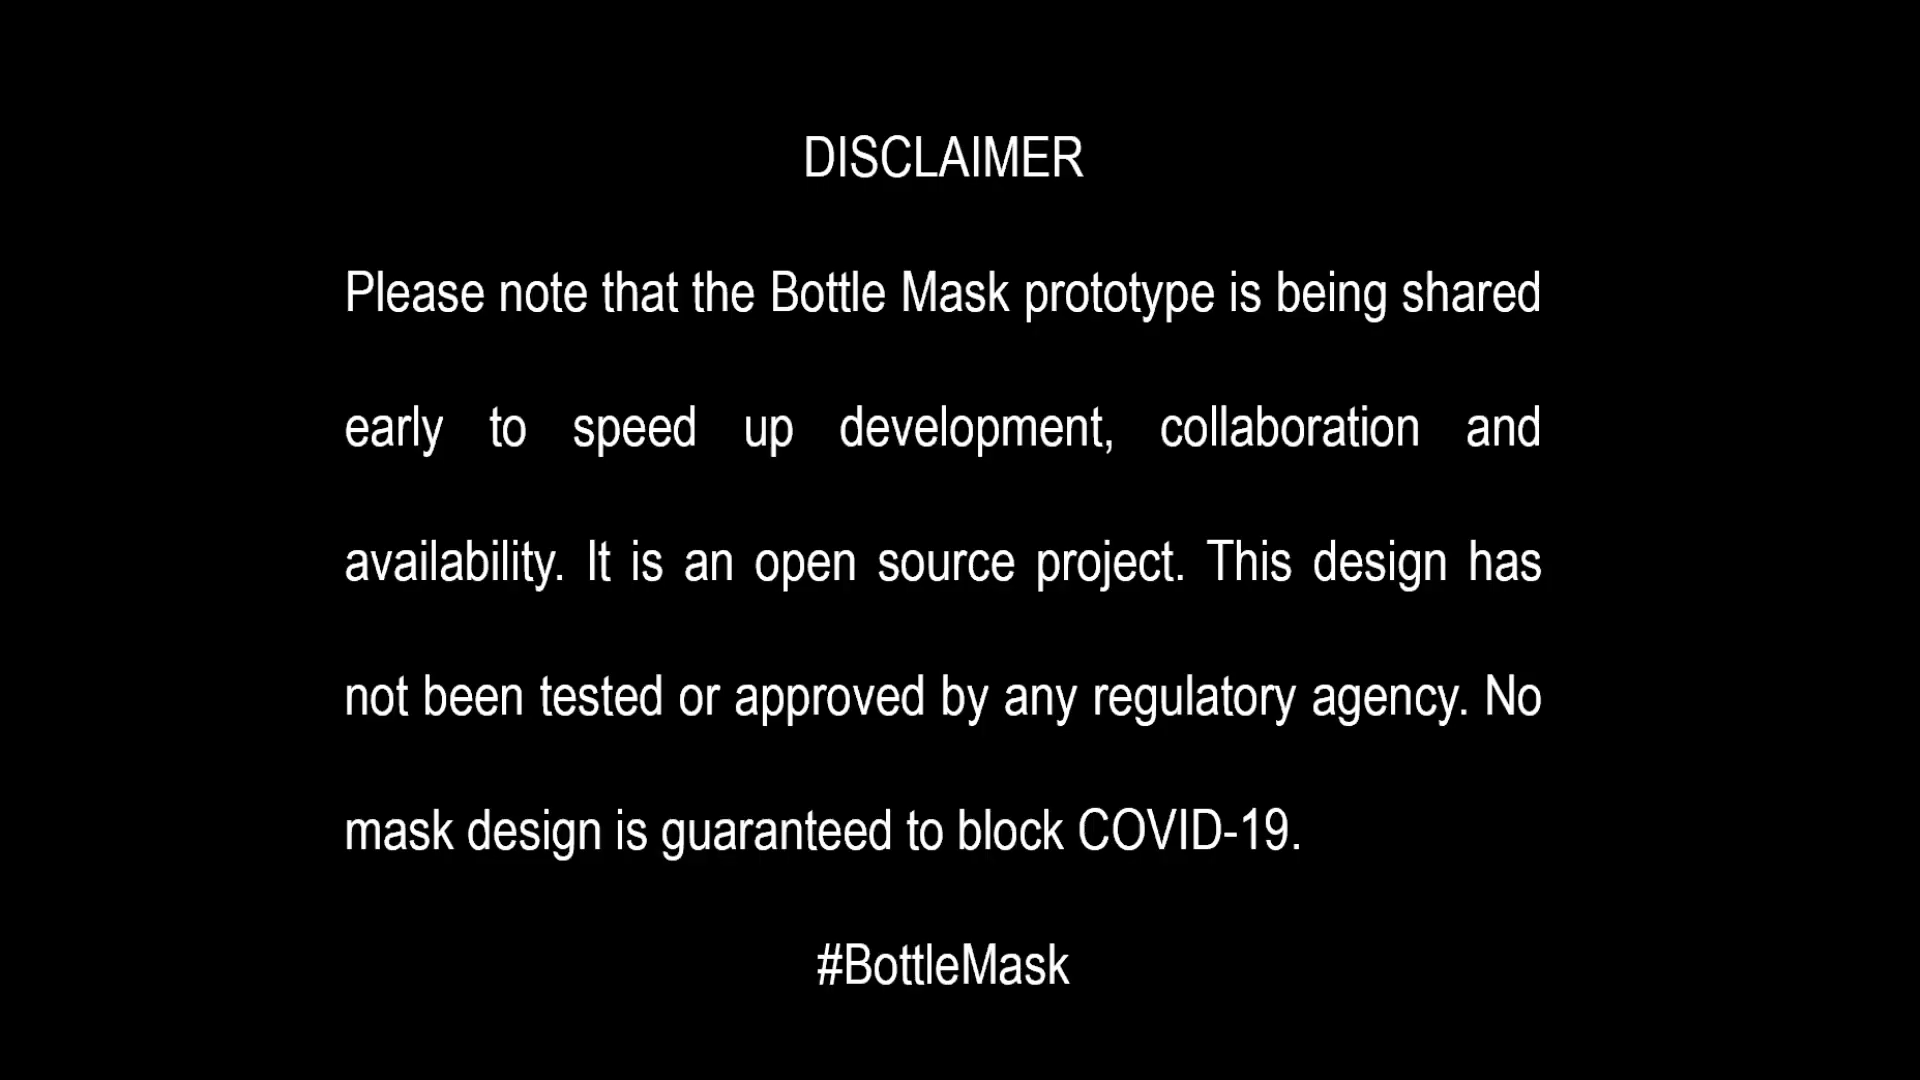 DISCLAIMER
Please note that the Bottle Mask prototype is being shared
early to speed up development, collaboration and
availability. It is an open source project. This design has
not been tested or approved by any regulatory agency. No
mask design is guaranteed to block COVID-19.
#BottleMask